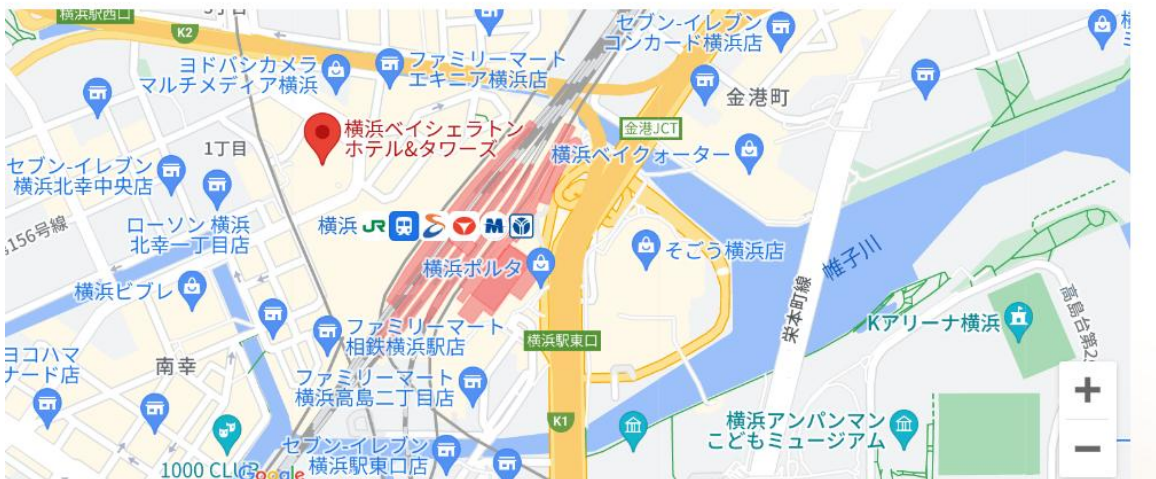 横浜駅西口
K2
セブン-イレブン
コンカード横浜店
ヨドバシカメラ
マルチメディア横浜
ファミリーマート
エキニア横浜店
金港町
横浜ベイシェラトン
ホテル&タワーズ
1丁目
金港JCT
横浜ベイクォーター
セブン-イレブン
横浜北幸中央店
ローソン 横浜
北幸一丁目店
156号線
横浜
JR
横浜ポルタ
そごう横浜店
帷子川
栄本町線
横浜ビブレ
Kアリーナ横浜
ファミリーマート
相鉄横浜駅店
横浜駅東口
ヨコハマ
ナード店
南幸
ファミリーマート
横浜高島二丁目店
K1
横浜アンパンマン
こどもミュージアム
セブン-イレブン
横浜駅東口店
1000 CLUB
Google
+
−